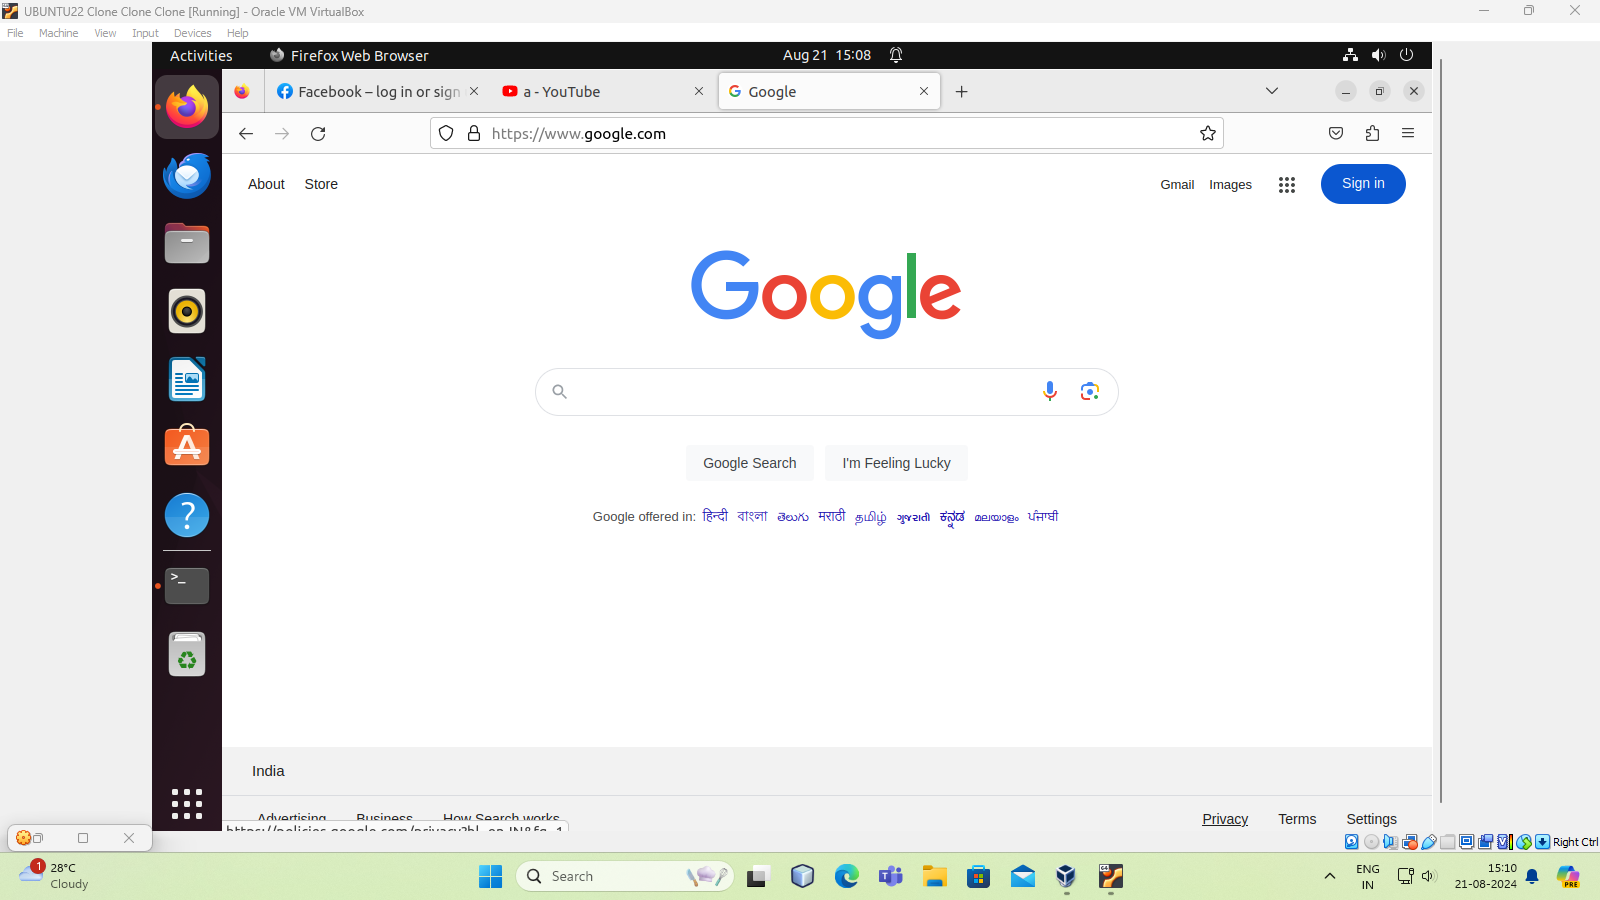 UBUNTU22 Clone Clone Clone [Running] - Oracle VM VirtualBox
File Machine View Input Devices Help
Activities Firefox Web Browser Aug 21 15:08
Facebook – log in or sign a - YouTube Google
https://www.google.com
About Store Gmail Images Sign in
Google
Google Search I'm Feeling Lucky
Google offered in: हिन्दी বাংলা తెలుగు मराठी தமிழ் ગુજરાતી ಕನ್ನಡ മലയാളം ਪੰਜਾਬੀ
India
Advertising Business How Search works Privacy Terms Settings
https://policies.google.com/privacy?hl=en-IN&fg=1
Right Ctrl
1 28°C
Cloudy
Search
ENG
IN
15:10
21-08-2024
PRE